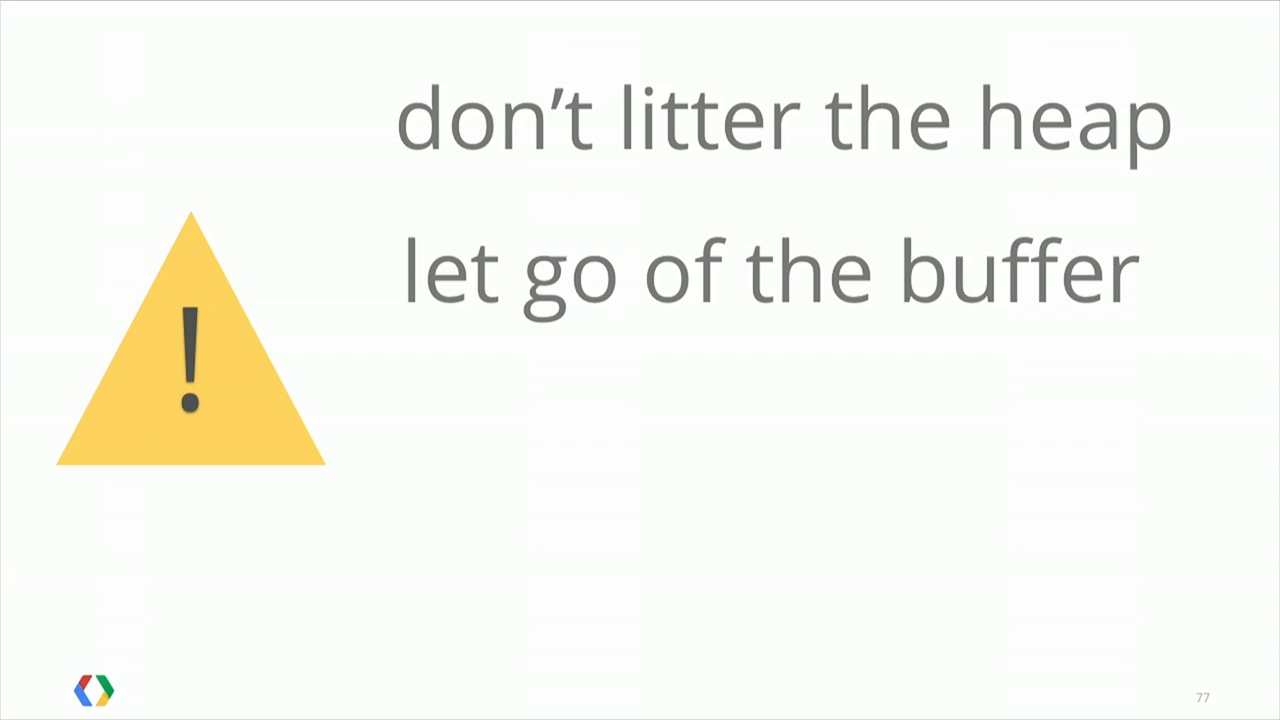 don’t litter the heap
let go of the buffer
!
77